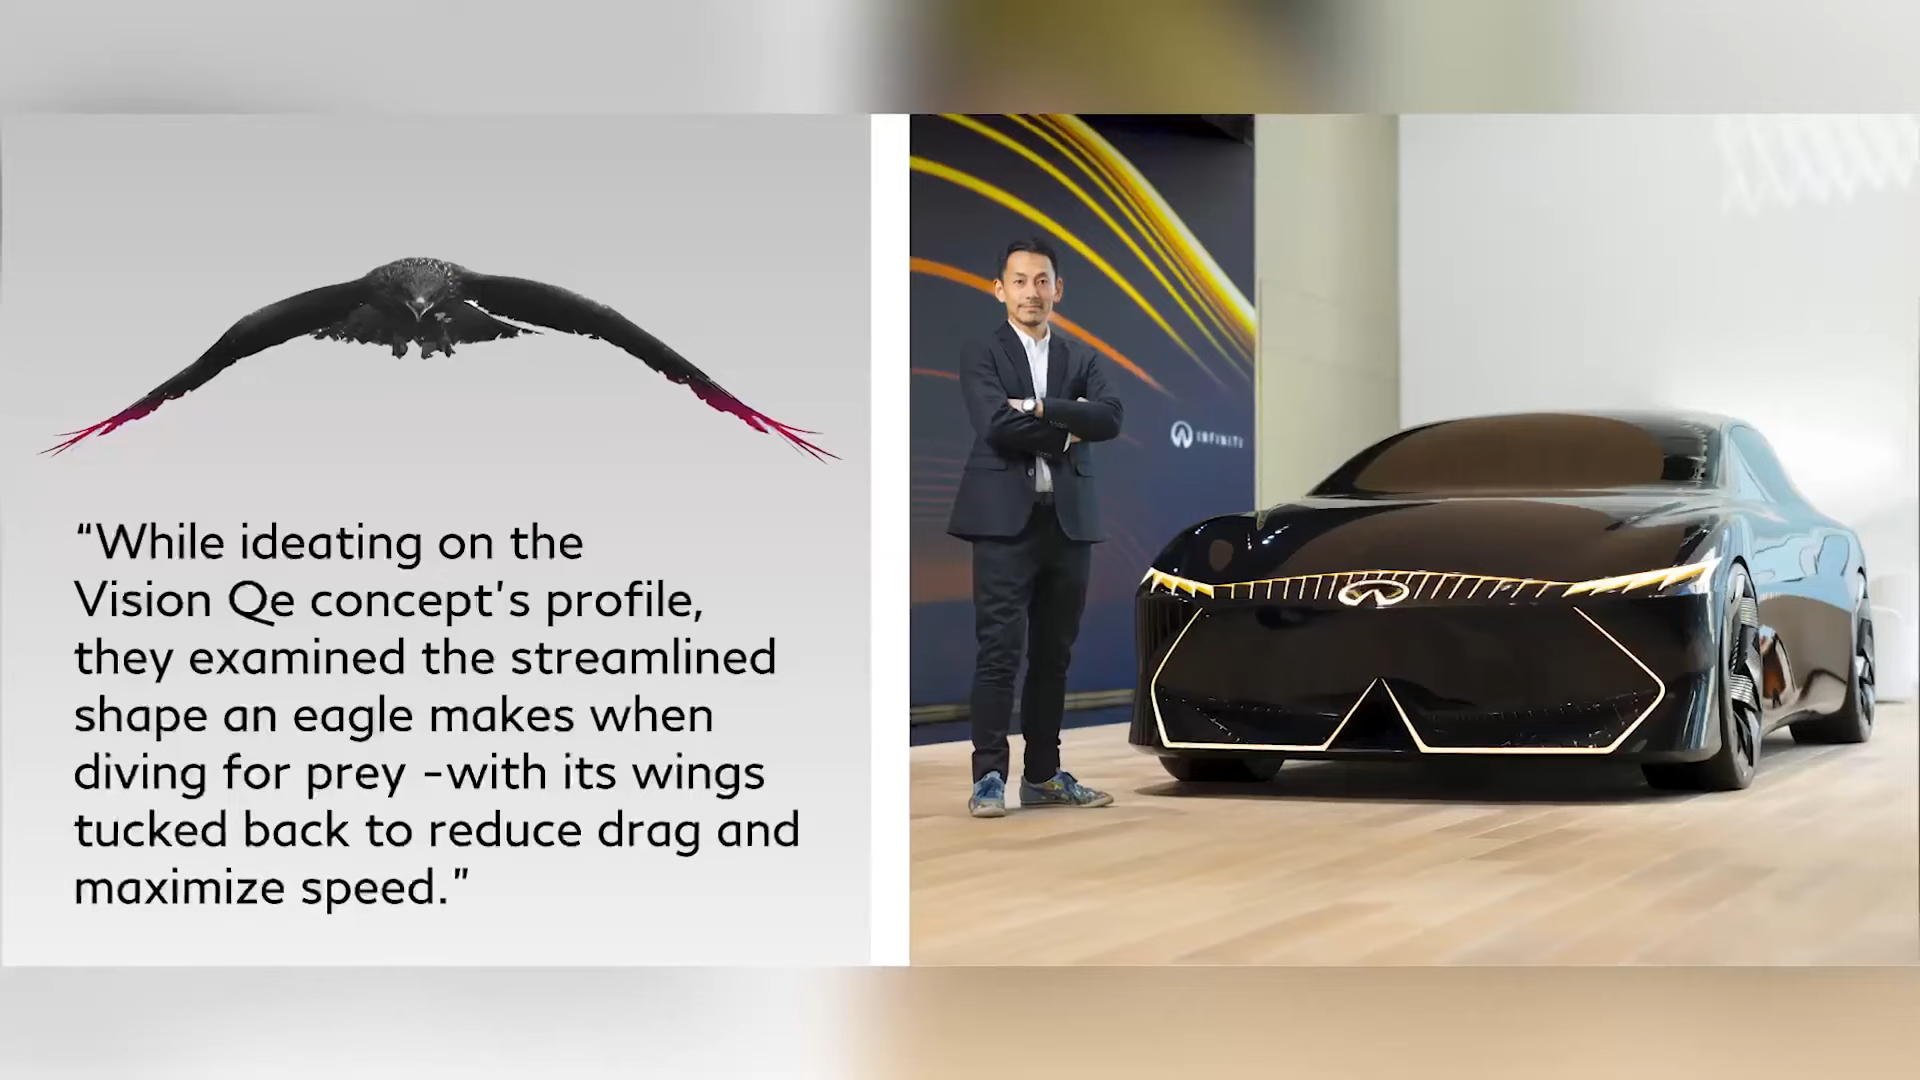 “While ideating on the
Vision Qe concept’s profile,
they examined the streamlined
shape an eagle makes when
diving for prey -with its wings
tucked back to reduce drag and
maximize speed.”
INFINITI